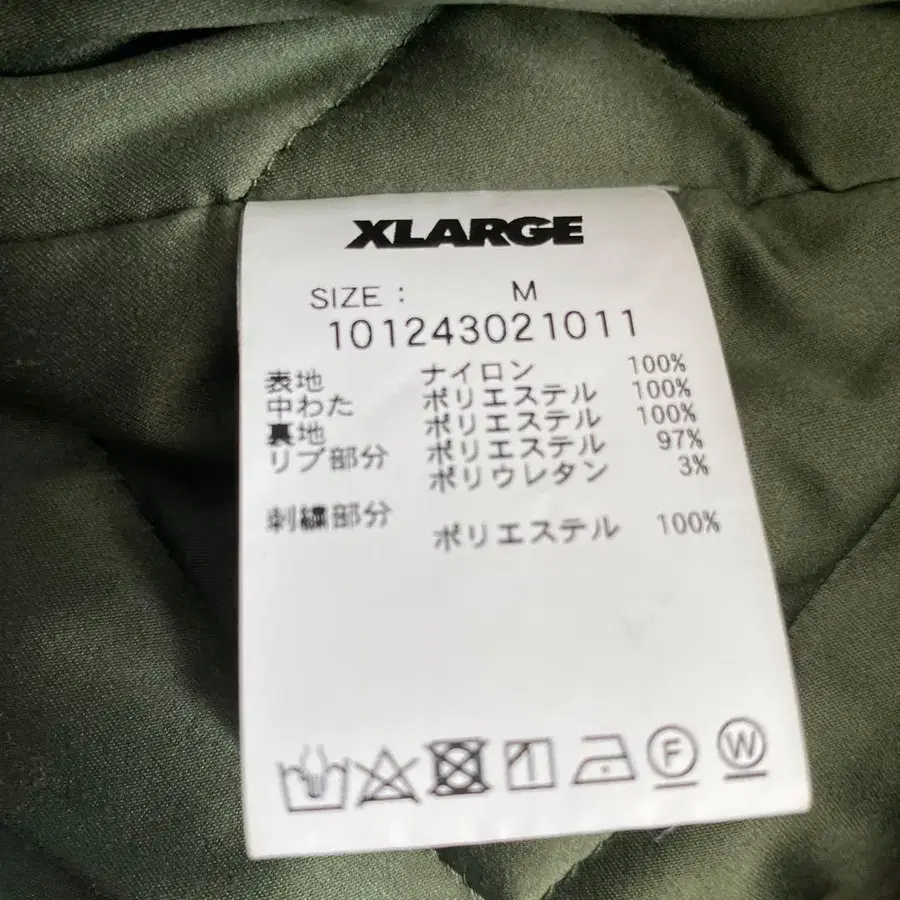 XLARGE
SIZE : M
101243021011
表地 ナイロン 100%
中わた ポリエステル 100%
裏地 ポリエステル 100%
リブ部分 ポリエステル 97%
ポリウレタン 3%
刺繍部分
ポリエステル 100%
F W